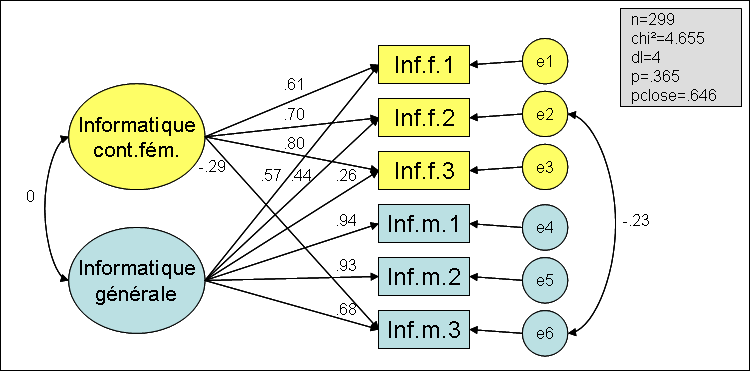 n=299
chi²=4.655
dl=4
p=.365
pclose=.646
Informatique
cont.fém.
Informatique
générale
0
.61
.70
.80
-.29
.57
.44
.26
.94
.93
.68
Inf.f.1
Inf.f.2
Inf.f.3
Inf.m.1
Inf.m.2
Inf.m.3
e1
e2
e3
e4
e5
e6
-.23